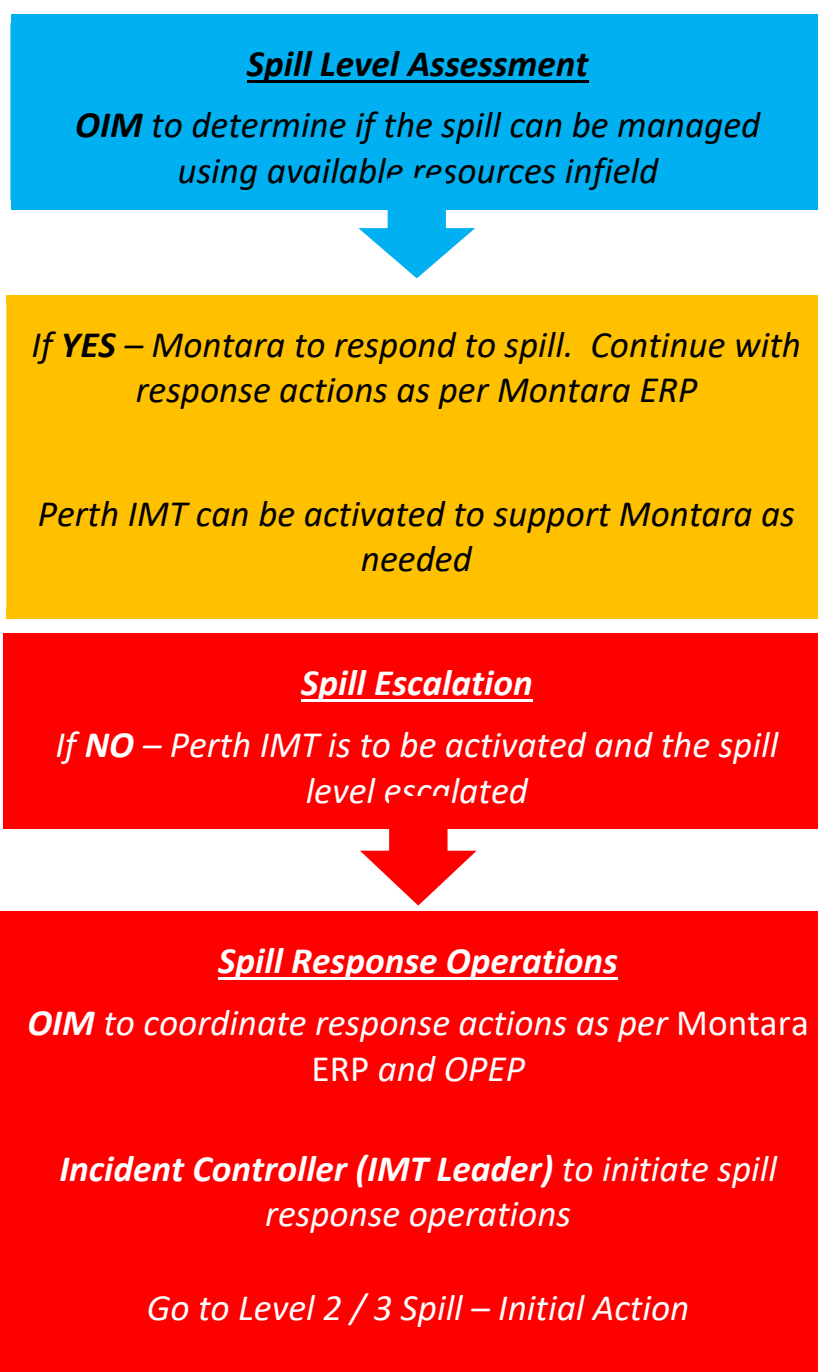 Spill Level Assessment
OIM to determine if the spill can be managed
using available resources infield
If YES – Montara to respond to spill.  Continue with
response actions as per Montara ERP
Perth IMT can be activated to support Montara as
needed
Spill Escalation
If NO – Perth IMT is to be activated and the spill
level escalated
Spill Response Operations
OIM to coordinate response actions as per Montara
ERP and OPEP
Incident Controller (IMT Leader) to initiate spill
response operations
Go to Level 2 / 3 Spill – Initial Action